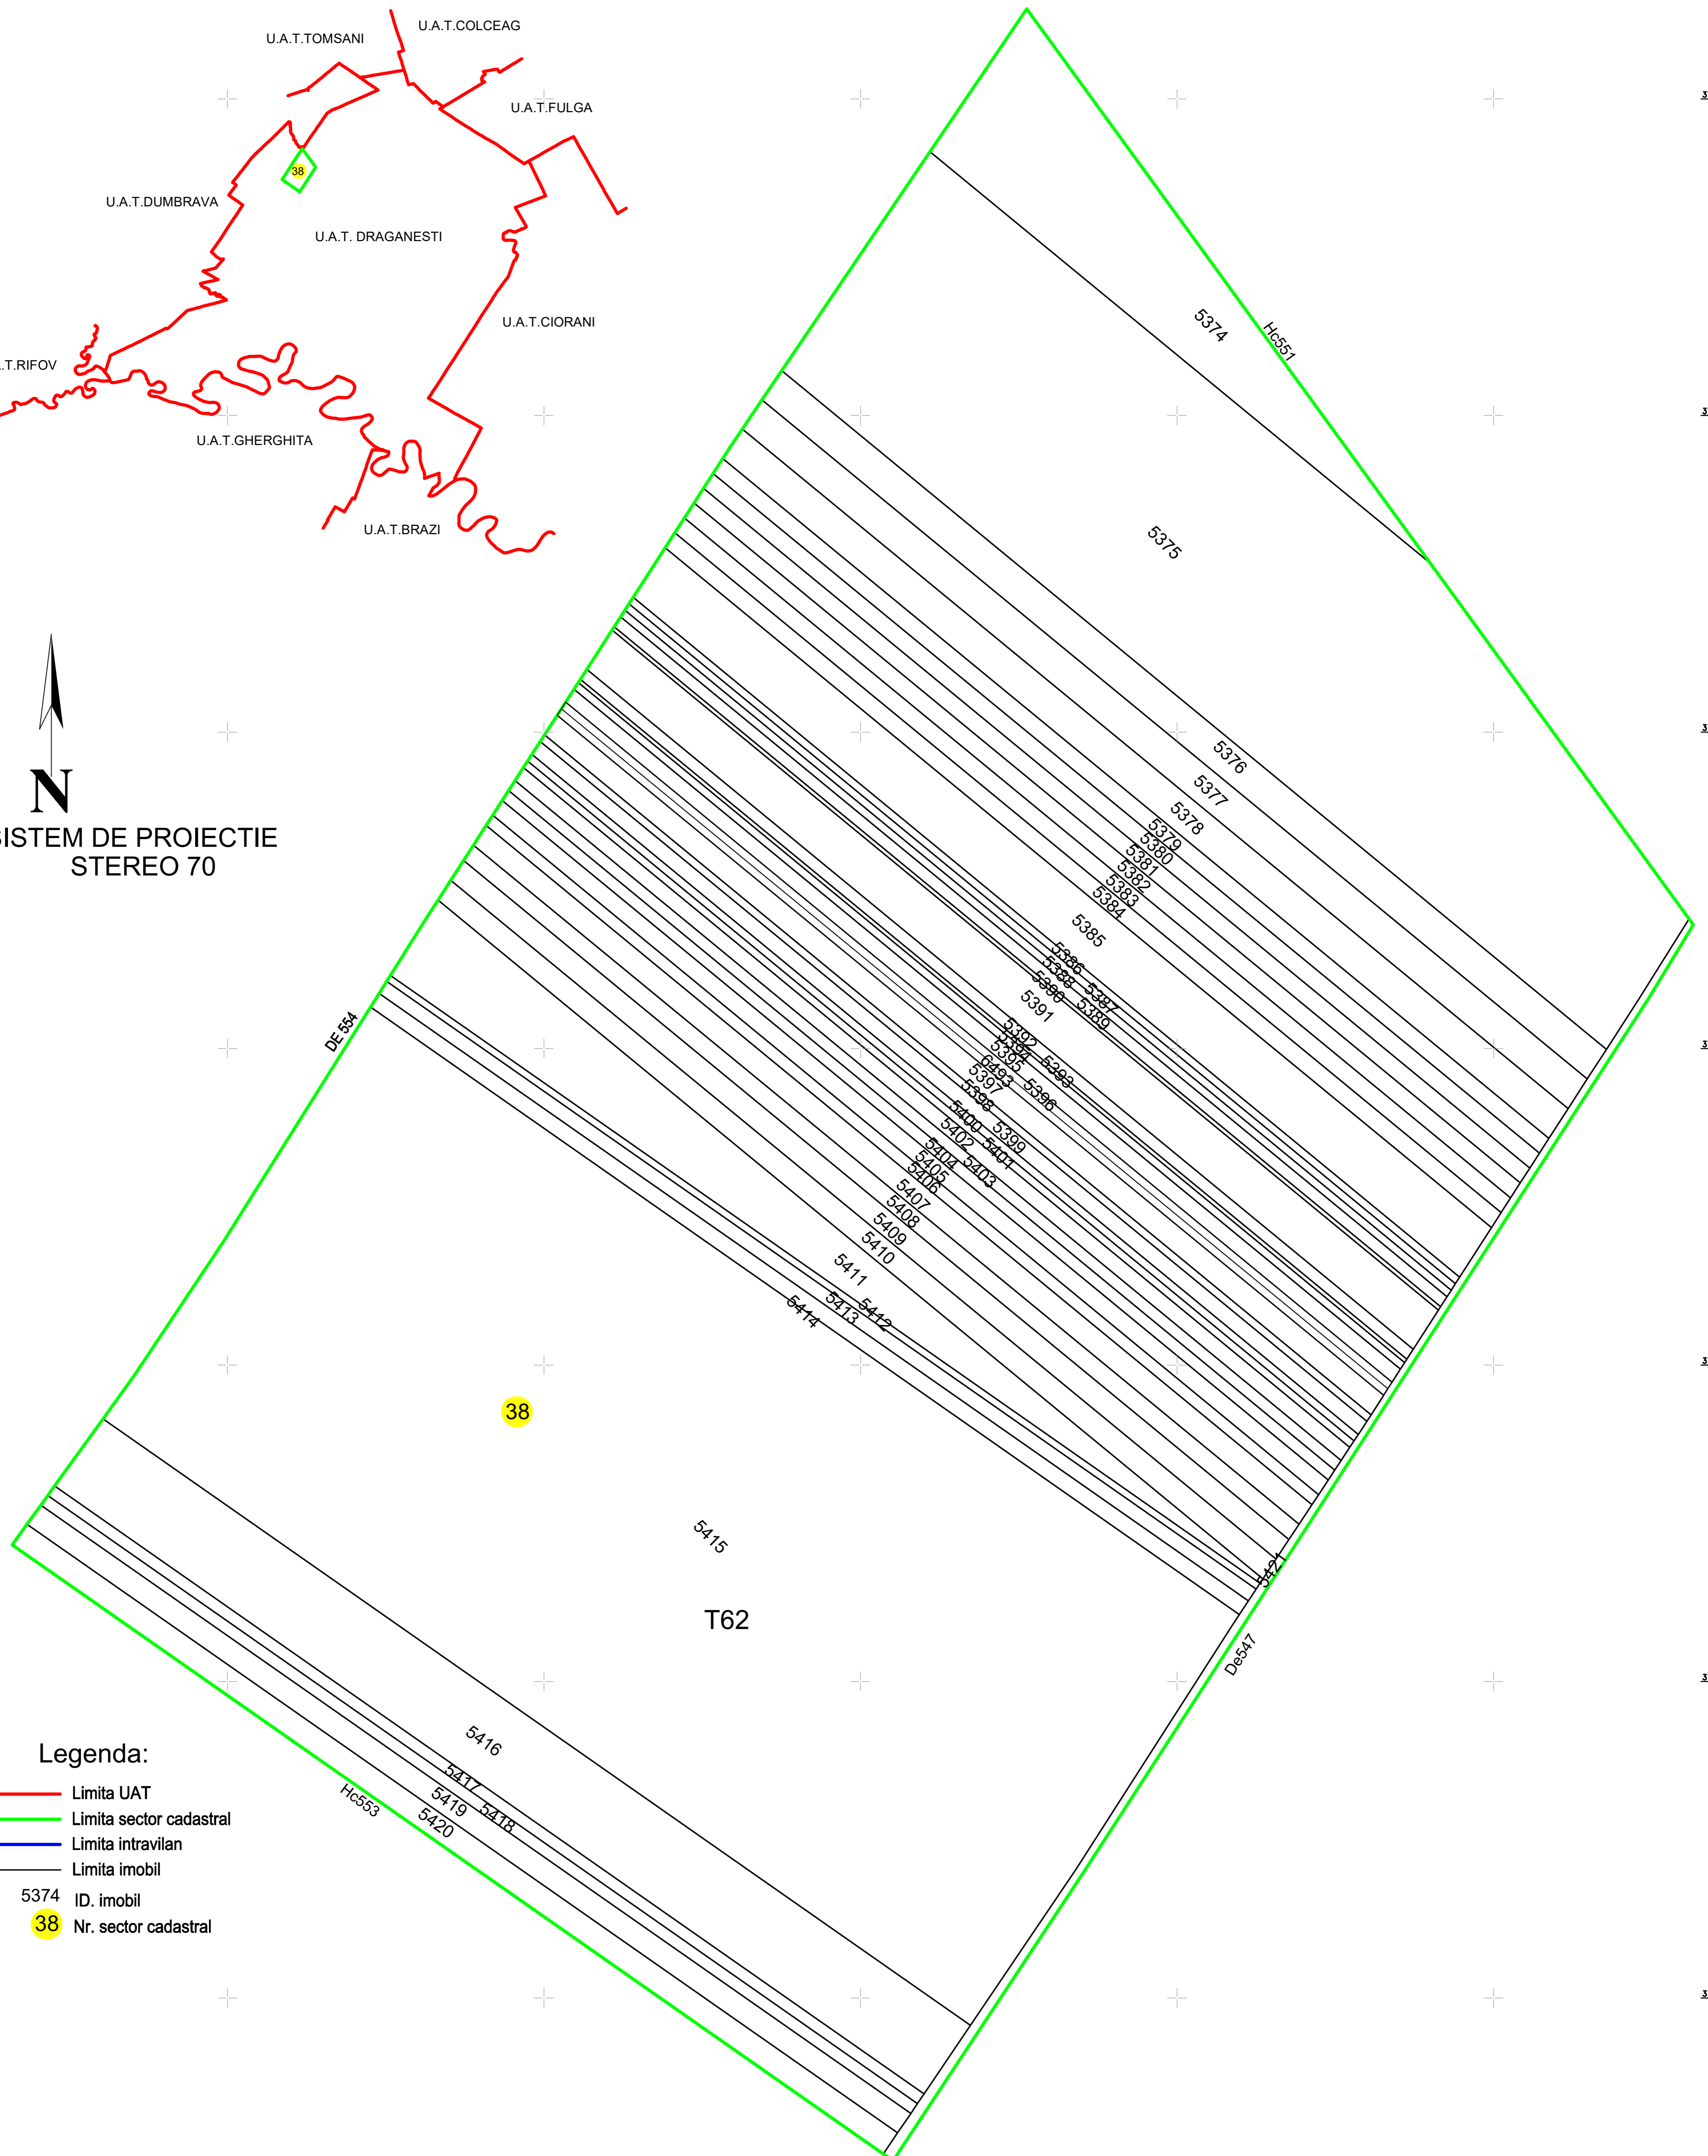 U.A.T.COLCEAG
U.A.T.TOMSANI
U.A.T.FULGA
38
U.A.T.DUMBRAVA
U.A.T. DRAGANESTI
U.A.T.CIORANI
.T.RIFOV
U.A.T.GHERGHITA
U.A.T.BRAZI
N
SISTEM DE PROIECTIE
STEREO 70
5374
Hc551
5375
5376
5377
5378
5379
5380
5381
5382
5383
5384
5385
5386
5387
5388
5389
5390
5391
5392
5393
5394
5395
5396
6493
5397
5398
5399
5400
5401
5402
5403
5404
5405
5406
5407
5408
5409
5410
5411
5412
5413
5414
DE 554
38
5415
5421
T62
De547
5416
5417
5418
5419
5420
Hc553
Legenda:
Limita UAT
Limita sector cadastral
Limita intravilan
Limita imobil
5374 ID. imobil
38 Nr. sector cadastral